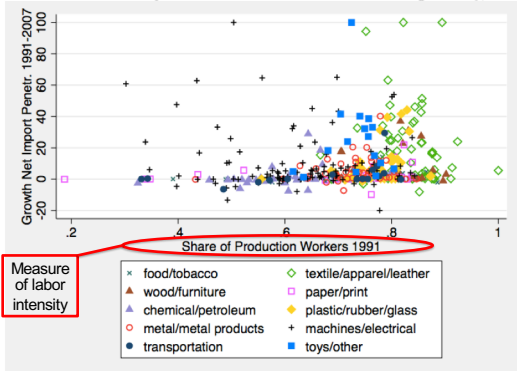 Growth Net Import Penetr. 1991-2007
100
80
60
40
20
0
-20
.2
.4
.6
.8
1
Share of Production Workers 1991
Measure
of labor
intensity
food/tobacco
textile/apparel/leather
wood/furniture
paper/print
chemical/petroleum
plastic/rubber/glass
metal/metal products
machines/electrical
transportation
toys/other